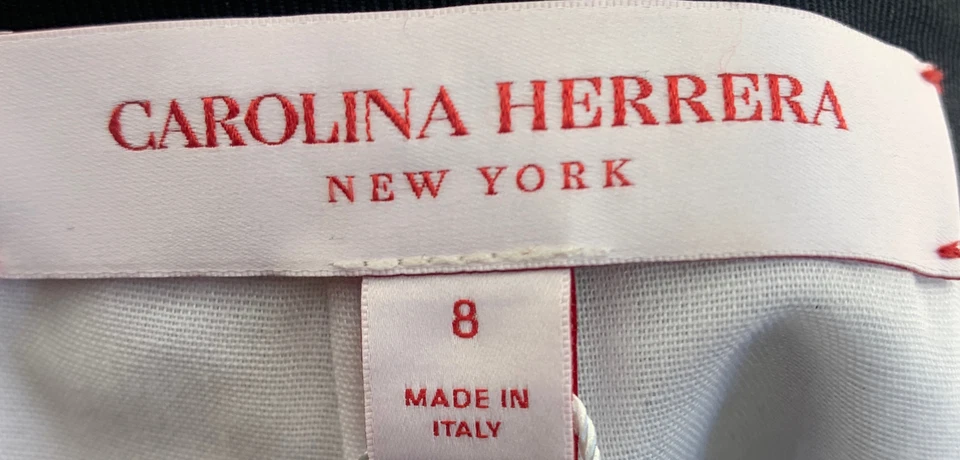 CAROLINA HERRERA
NEW YORK
8
MADE IN
ITALY